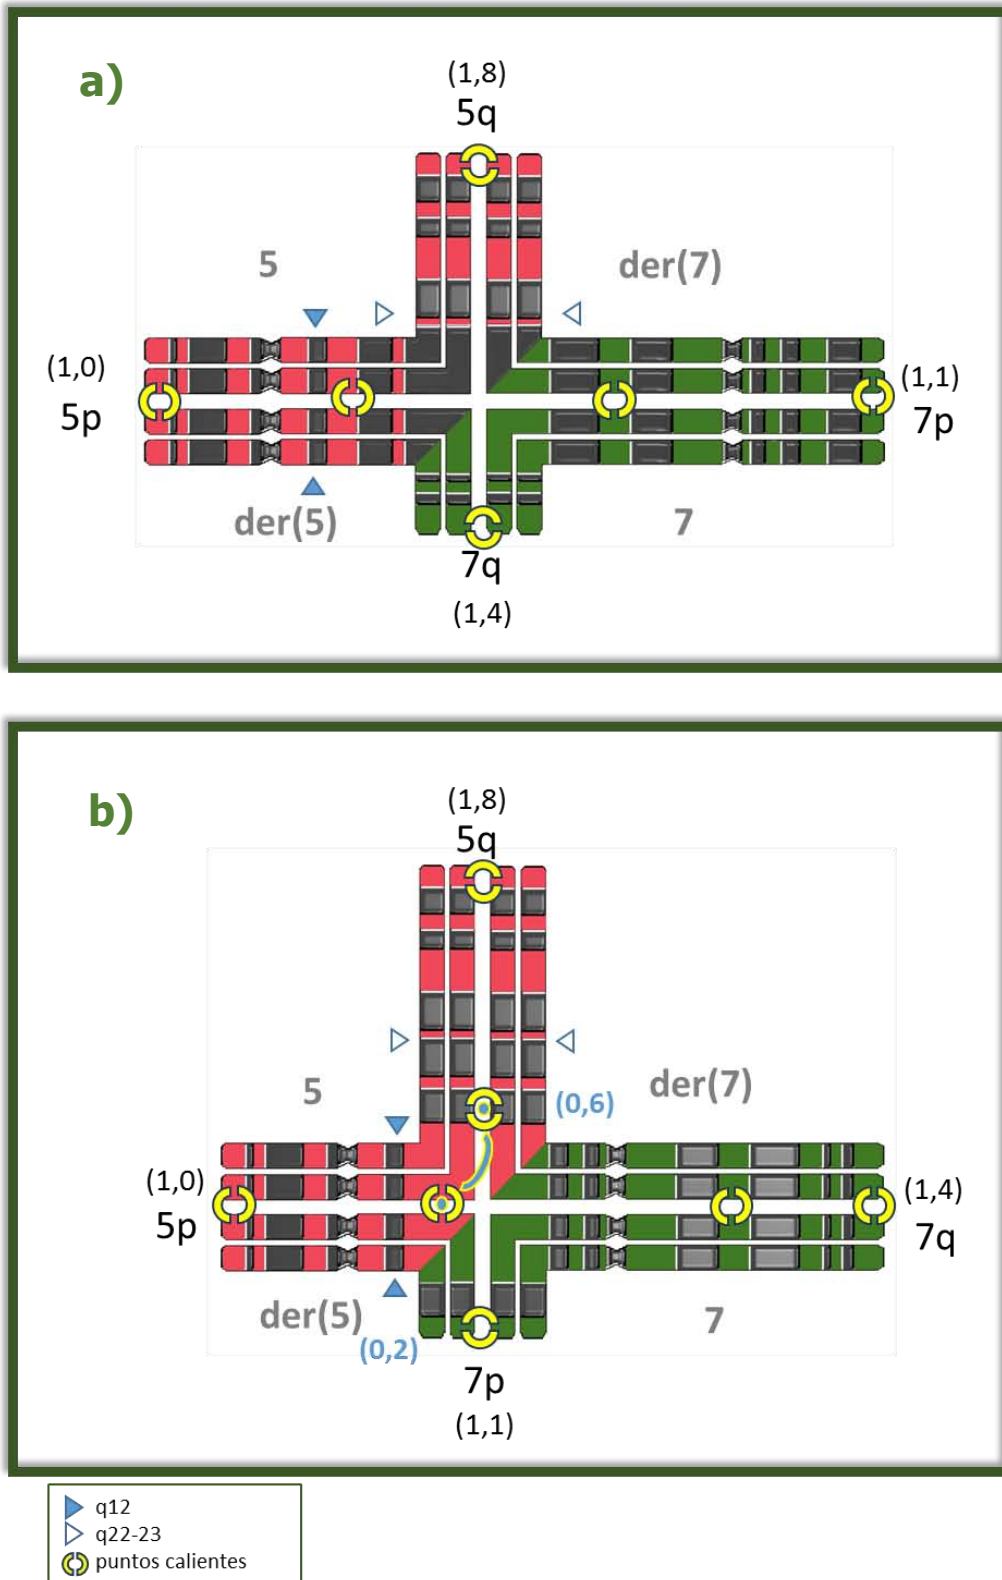 a)
(1,8)
5q
5
der(7)
(1,0)
5p
(1,1)
7p
der(5)
7
7q
(1,4)
b)
(1,8)
5q
5
der(7)
(0,6)
(1,0)
5p
(1,4)
7q
der(5)
7
(0,2)
7p
(1,1)
q12
q22-23
puntos calientes